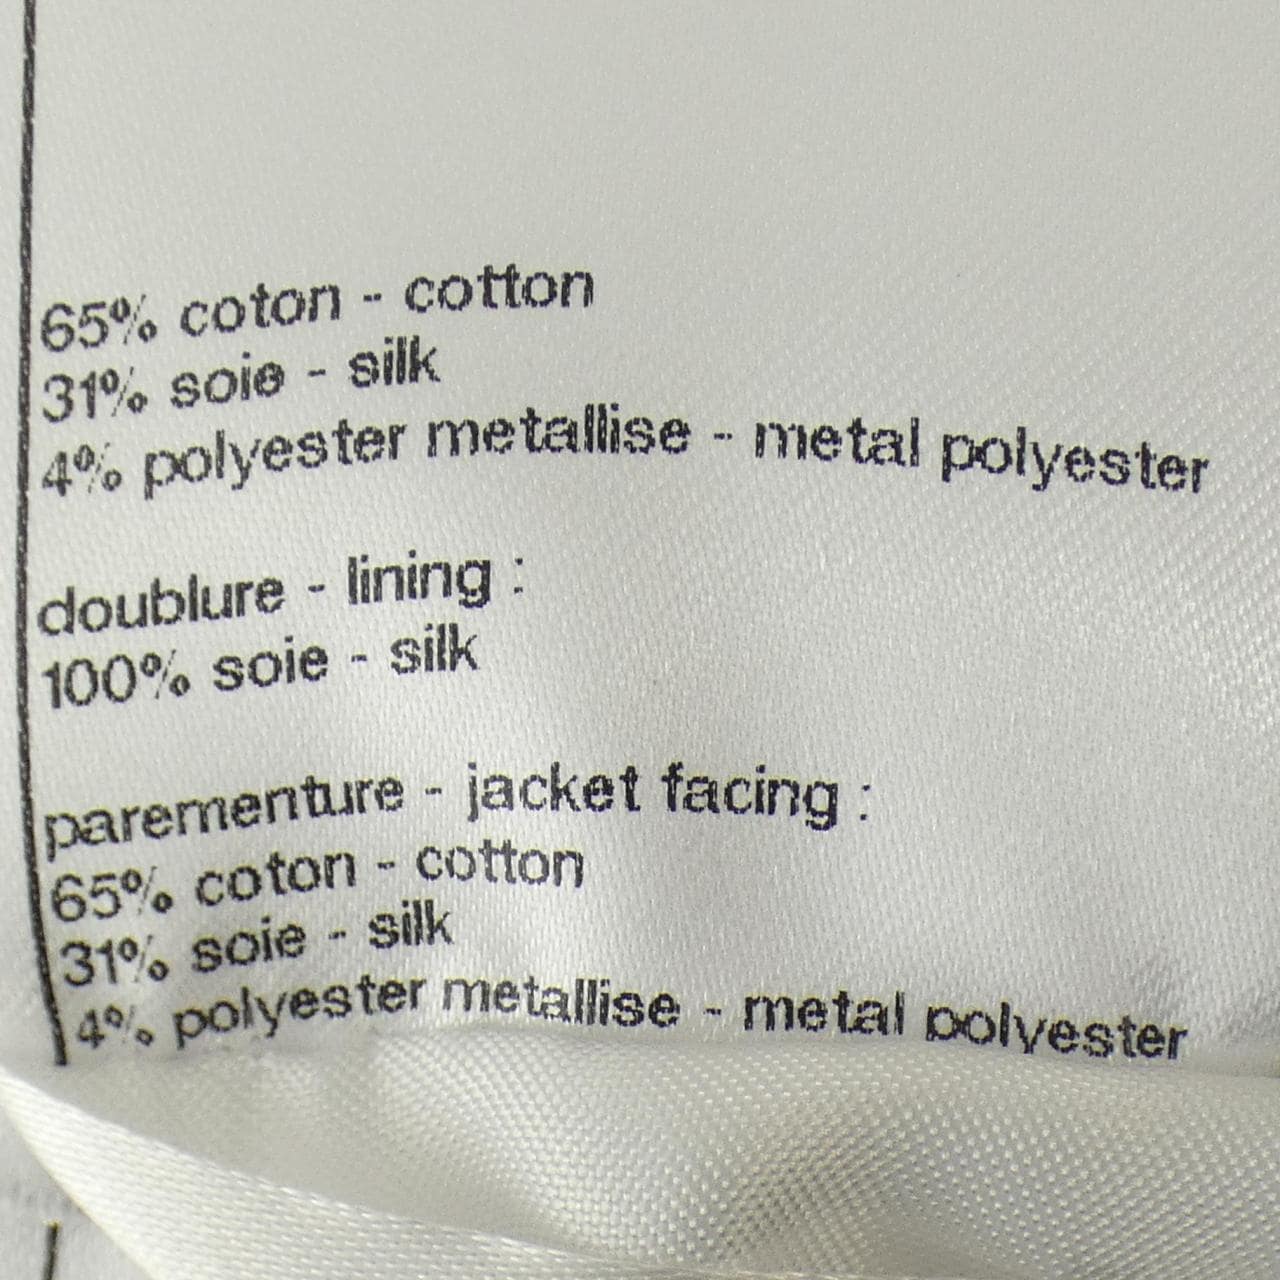 65% coton - cotton
31% soie - silk
4% polyester metallise - metal polyester
doublure - lining :
100% soie - silk
parementure - jacket facing :
65% coton - cotton
31% soie - silk
4% polyester metallise - metal polyester